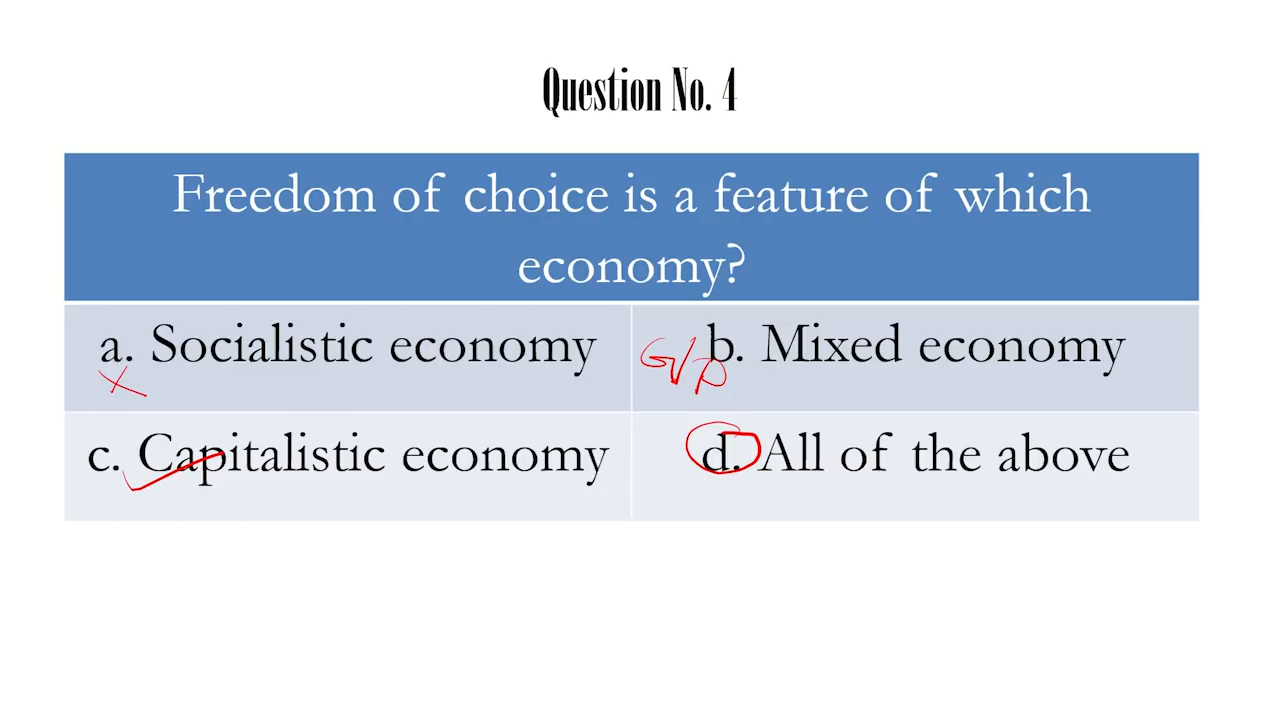 Question No. 4
Freedom of choice is a feature of which
economy?
a. Socialistic economy
b. Mixed economy
G/P
c. Capitalistic economy
d. All of the above